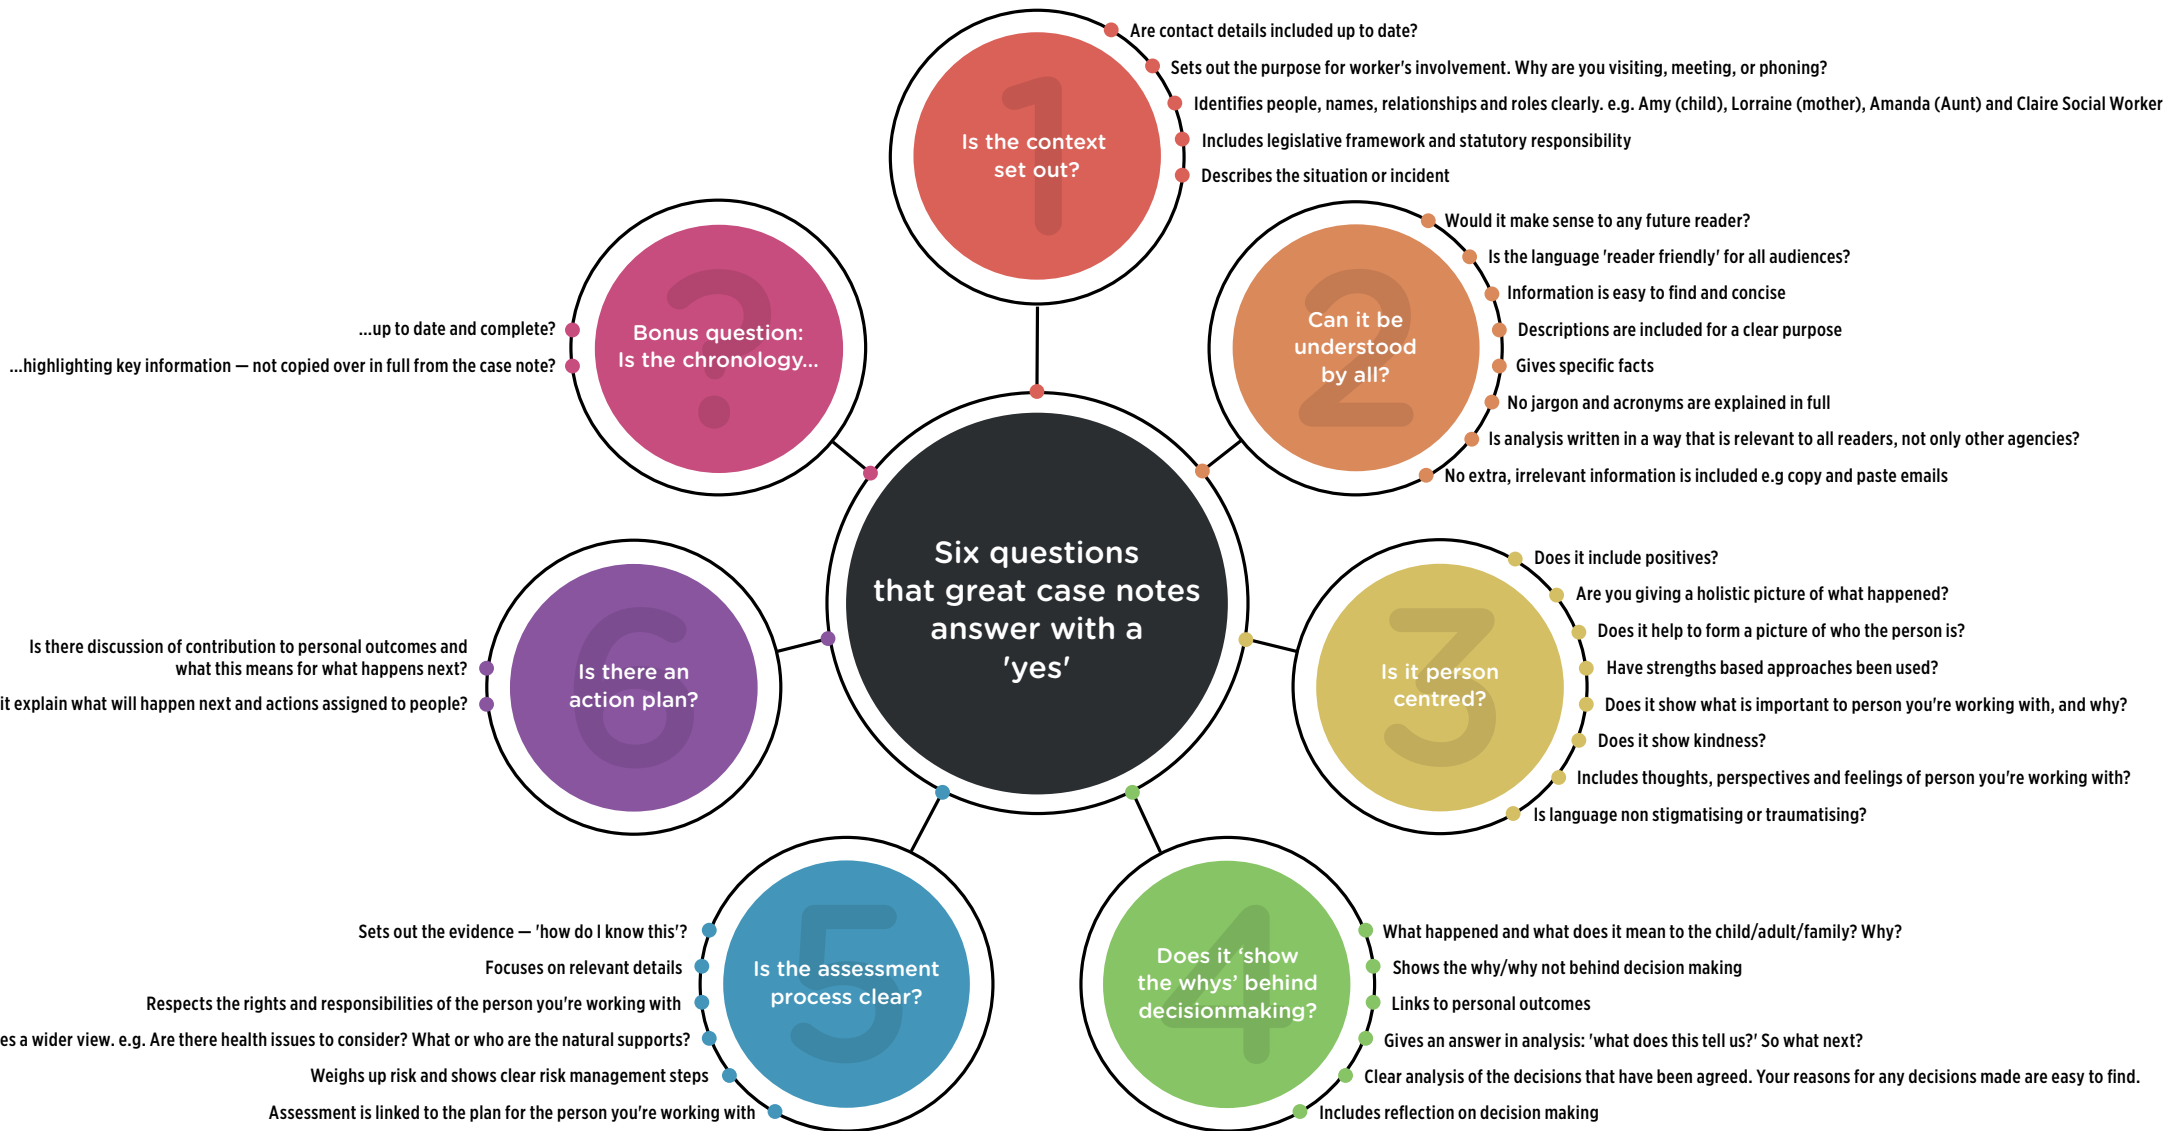 Six questions
that great case notes
answer with a
'yes'
1
Is the context
set out?
Are contact details included up to date?
Sets out the purpose for worker's involvement. Why are you visiting, meeting, or phoning?
Identifies people, names, relationships and roles clearly. e.g. Amy (child), Lorraine (mother), Amanda (Aunt) and Claire Social Worker
Includes legislative framework and statutory responsibility
Describes the situation or incident
2
Can it be
understood
by all?
Would it make sense to any future reader?
Is the language 'reader friendly' for all audiences?
Information is easy to find and concise
Descriptions are included for a clear purpose
Gives specific facts
No jargon and acronyms are explained in full
Is analysis written in a way that is relevant to all readers, not only other agencies?
No extra, irrelevant information is included e.g copy and paste emails
3
Is it person
centred?
Does it include positives?
Are you giving a holistic picture of what happened?
Does it help to form a picture of who the person is?
Have strengths based approaches been used?
Does it show what is important to person you're working with, and why?
Does it show kindness?
Includes thoughts, perspectives and feelings of person you're working with?
Is language non stigmatising or traumatising?
4
Does it ‘show
the whys’ behind
decisionmaking?
What happened and what does it mean to the child/adult/family? Why?
Shows the why/why not behind decision making
Links to personal outcomes
Gives an answer in analysis: 'what does this tell us?' So what next?
Clear analysis of the decisions that have been agreed. Your reasons for any decisions made are easy to find.
Includes reflection on decision making
5
Is the assessment
process clear?
Sets out the evidence — 'how do I know this'?
Focuses on relevant details
Respects the rights and responsibilities of the person you're working with
a wider view. e.g. Are there health issues to consider? What or who are the natural supports?
Weighs up risk and shows clear risk management steps
Assessment is linked to the plan for the person you're working with
6
Is there an
action plan?
Is there discussion of contribution to personal outcomes and
what this means for what happens next?
it explain what will happen next and actions assigned to people?
?
Bonus question:
Is the chronology...
...up to date and complete?
...highlighting key information — not copied over in full from the case note?